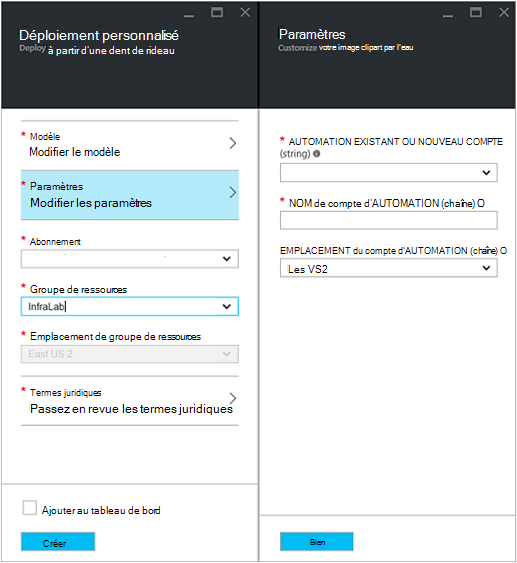 Déploiement personnalisé
Deploy à partir d'une dent de rideau
* Modèle
Modifier le modèle
* Paramètres
Modifier les paramètres
* Abonnement
* Groupe de ressources
InfraLab
* Emplacement de groupe de ressources
East US 2
* Termes juridiques
Passez en revue les termes juridiques
Ajouter au tableau de bord
Créer
Paramètres
Customize votre image clipart par l'eau
* AUTOMATION EXISTANT OU NOUVEAU COMPTE
(string)
* NOM de compte d'AUTOMATION (chaîne) O
EMPLACEMENT du compte d'AUTOMATION (chaîne) O
Les VS2
Bien